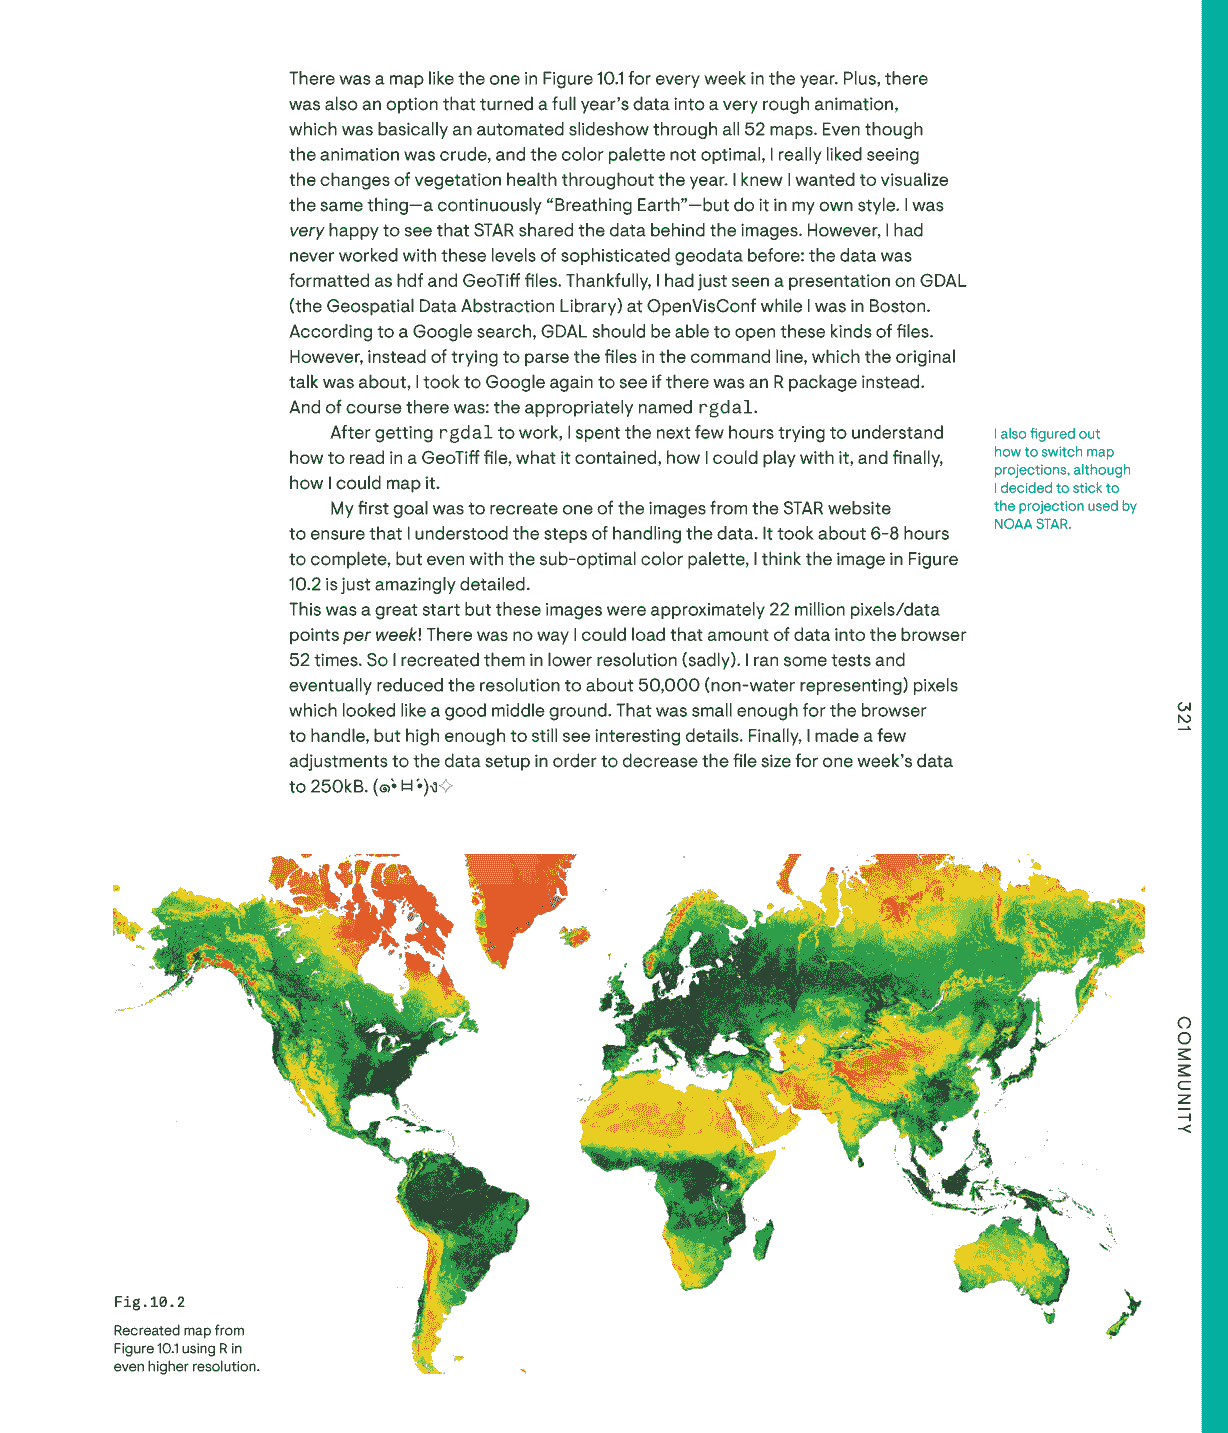 There was a map like the one in Figure 10.1 for every week in the year. Plus, there
was also an option that turned a full year’s data into a very rough animation,
which was basically an automated slideshow through all 52 maps. Even though
the animation was crude, and the color palette not optimal, I really liked seeing
the changes of vegetation health throughout the year. I knew I wanted to visualize
the same thing—a continuously “Breathing Earth”—but do it in my own style. I was
very happy to see that STAR shared the data behind the images. However, I had
never worked with these levels of sophisticated geodata before: the data was
formatted as hdf and GeoTiff files. Thankfully, I had just seen a presentation on GDAL
(the Geospatial Data Abstraction Library) at OpenVisConf while I was in Boston.
According to a Google search, GDAL should be able to open these kinds of files.
However, instead of trying to parse the files in the command line, which the original
talk was about, I took to Google again to see if there was an R package instead.
And of course there was: the appropriately named rgdal.
After getting rgdal to work, I spent the next few hours trying to understand
how to read in a GeoTiff file, what it contained, how I could play with it, and finally,
how I could map it.
My first goal was to recreate one of the images from the STAR website
to ensure that I understood the steps of handling the data. It took about 6-8 hours
to complete, but even with the sub-optimal color palette, I think the image in Figure
10.2 is just amazingly detailed.
This was a great start but these images were approximately 22 million pixels/data
points per week! There was no way I could load that amount of data into the browser
52 times. So I recreated them in lower resolution (sadly). I ran some tests and
eventually reduced the resolution to about 50,000 (non-water representing) pixels
which looked like a good middle ground. That was small enough for the browser
to handle, but high enough to still see interesting details. Finally, I made a few
adjustments to the data setup in order to decrease the file size for one week’s data
to 250kB. (๑•̀ㅂ•́)ง✧
I also figured out
how to switch map
projections, although
I decided to stick to
the projection used by
NOAA STAR.
321
COMMUNITY
Fig.10.2
Recreated map from
Figure 10.1 using R in
even higher resolution.